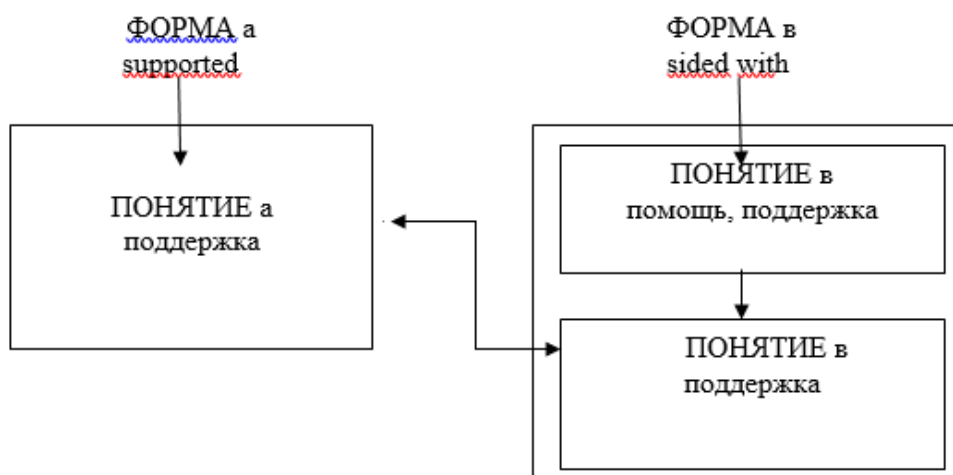 ФОРМА а
supported
ФОРМА в
sided with
ПОНЯТИЕ а
поддержка
ПОНЯТИЕ в
помощь, поддержка
ПОНЯТИЕ в
поддержка